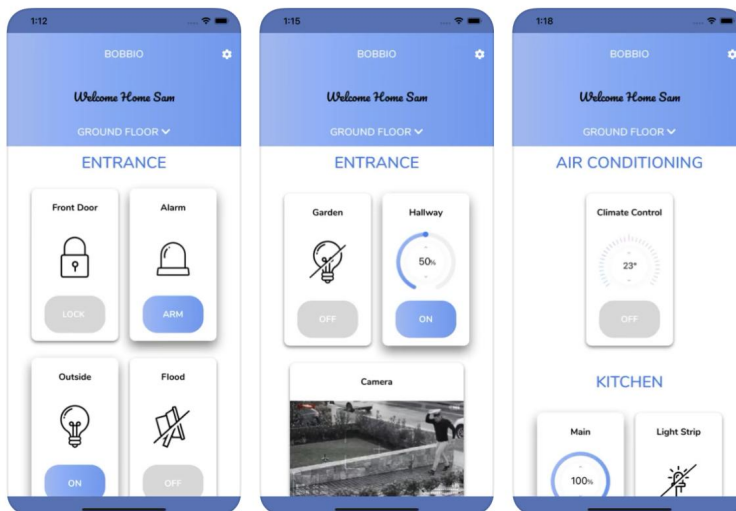 1:12
BOBBIO
Welcome Home Sam
GROUND FLOOR
ENTRANCE
Front Door
Alarm
LOCK
ARM
Outside
Flood
ON
OFF
1:15
BOBBIO
Welcome Home Sam
GROUND FLOOR
ENTRANCE
Garden
Hallway
50%
OFF
ON
Camera
1:18
BOBBIO
Welcome Home Sam
GROUND FLOOR
AIR CONDITIONING
Climate Control
23°
OFF
KITCHEN
Main
Light Strip
100%